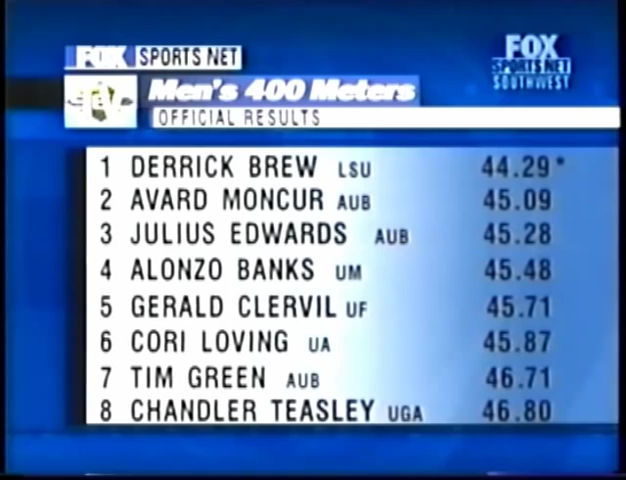 FOX SPORTS NET
FOX
SPORTS NET
SOUTHWEST
Men's 400 Meters
OFFICIAL RESULTS
1 DERRICK BREW LSU 44.29*
2 AVARD MONCUR AUB 45.09
3 JULIUS EDWARDS AUB 45.28
4 ALONZO BANKS UM 45.48
5 GERALD CLERVIL UF 45.71
6 CORI LOVING UA 45.87
7 TIM GREEN AUB 46.71
8 CHANDLER TEASLEY UGA 46.80